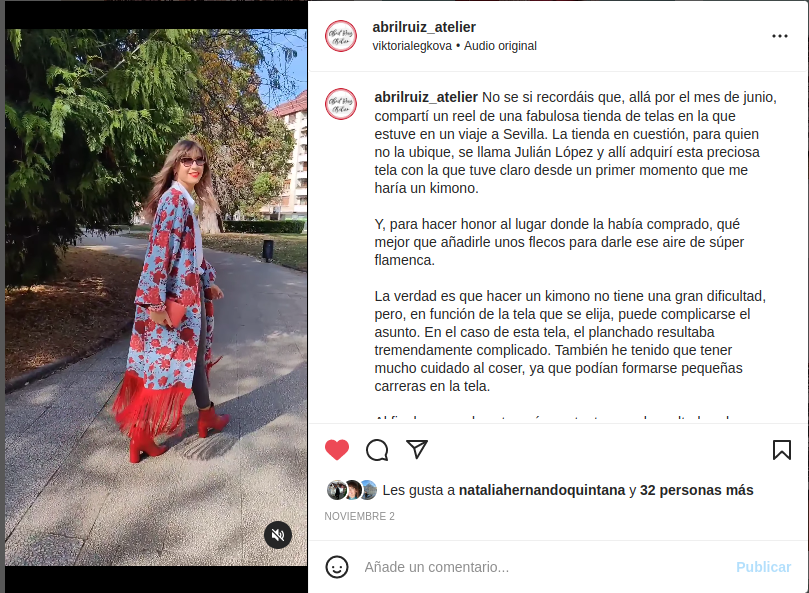 abrilruiz_atelier
viktorialegkova • Audio original
abrilruiz_atelier No se si recordáis que, allá por el mes de junio,
compartí un reel de una fabulosa tienda de telas en la que
estuve en un viaje a Sevilla. La tienda en cuestión, para quien
no la ubique, se llama Julián López y allí adquirí esta preciosa
tela con la que tuve claro desde un primer momento que me
haría un kimono.
Y, para hacer honor al lugar donde la había comprado, qué
mejor que añadirle unos flecos para darle ese aire de súper
flamenca.
La verdad es que hacer un kimono no tiene una gran dificultad,
pero, en función de la tela que se elija, puede complicarse el
asunto. En el caso de esta tela, el planchado resultaba
tremendamente complicado. También he tenido que tener
mucho cuidado al coser, ya que podían formarse pequeñas
carreras en la tela.
Les gusta a nataliahernandoquintana y 32 personas más
NOVIEMBRE 2
Añade un comentario...
Publicar